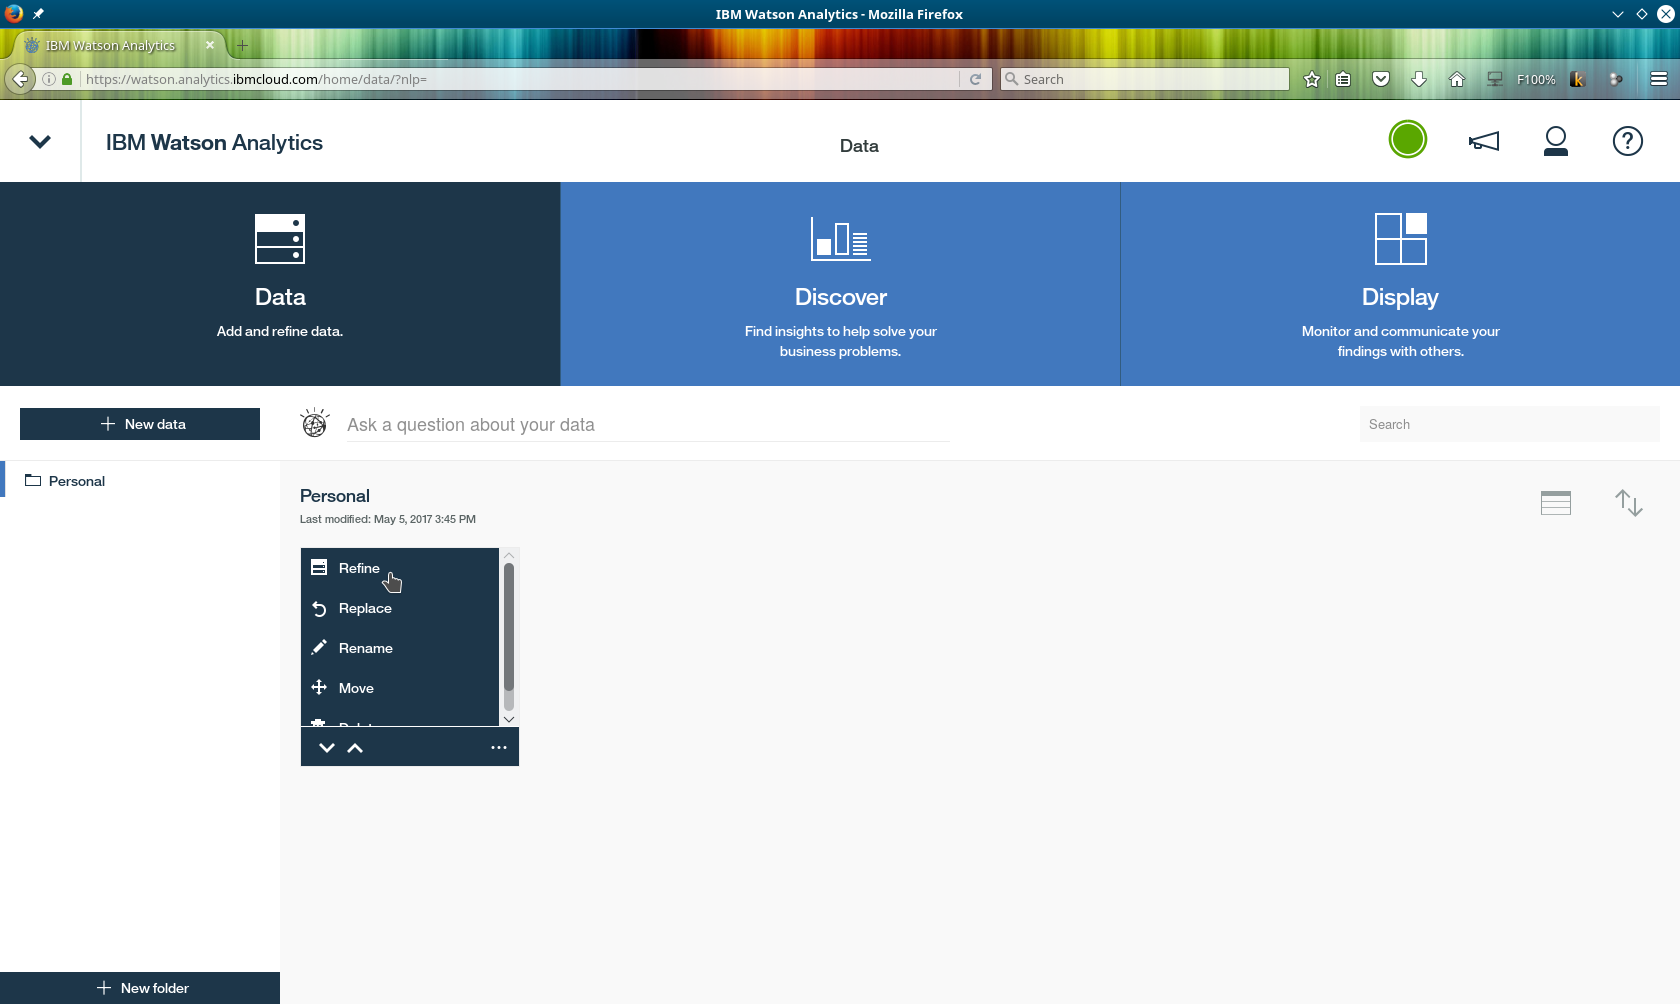 IBM Watson Analytics - Mozilla Firefox
IBM Watson Analytics
https://watson.analytics.ibmcloud.com/home/data/?nlp=
Search
F100%
k
IBM Watson Analytics
Data
?
Data
Add and refine data.
Discover
Find insights to help solve your
business problems.
Display
Monitor and communicate your
findings with others.
New data
Ask a question about your data
Search
Personal
Personal
Last modified: May 5, 2017 3:45 PM
Refine
Replace
Rename
Move
New folder